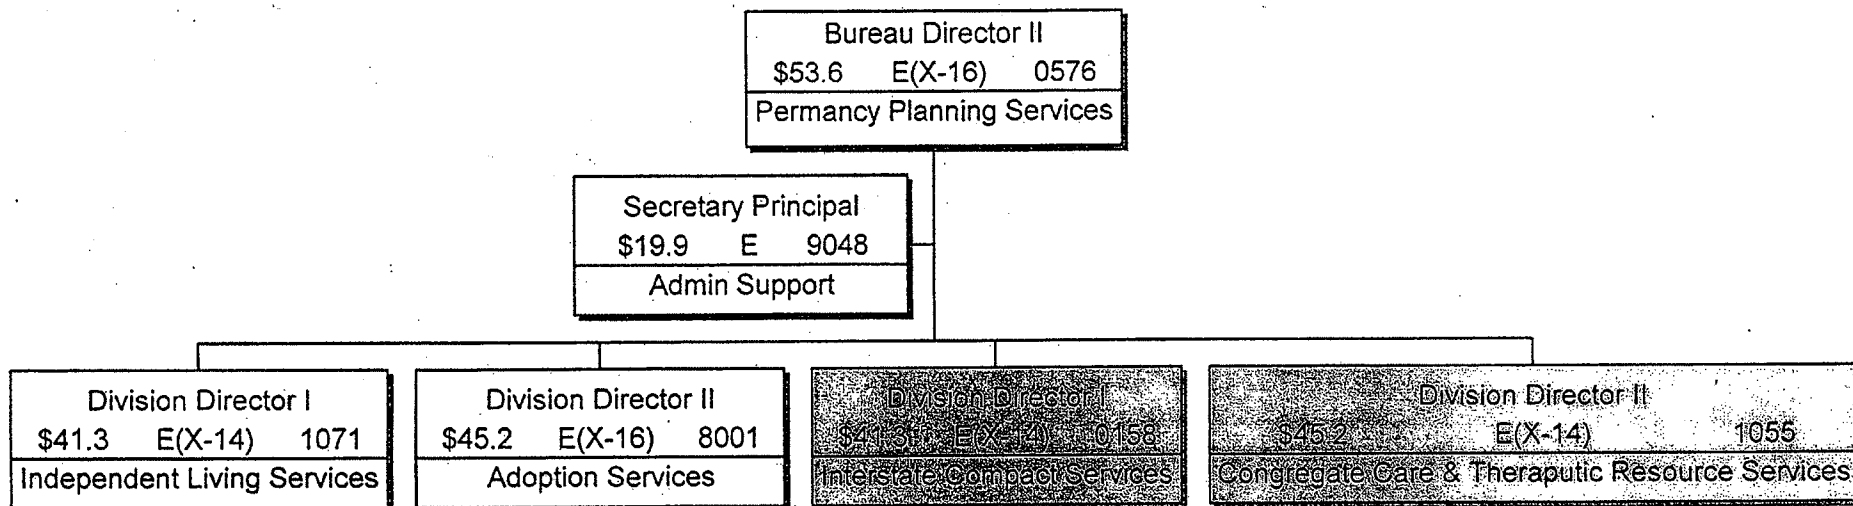 Bureau Director II
$53.6 E(X-16) 0576
Permancy Planning Services
Secretary Principal
$19.9 E 9048
Admin Support
Division Director I
$41.3 E(X-14) 1071
Independent Living Services
Division Director II
$45.2 E(X-16) 8001
Adoption Services
Division Director I
$41.3 E(X-14) 0158
Interstate Compact Services
Division Director II
$45.2 E(X-14) 1055
Congregate Care & Theraputic Resource Services